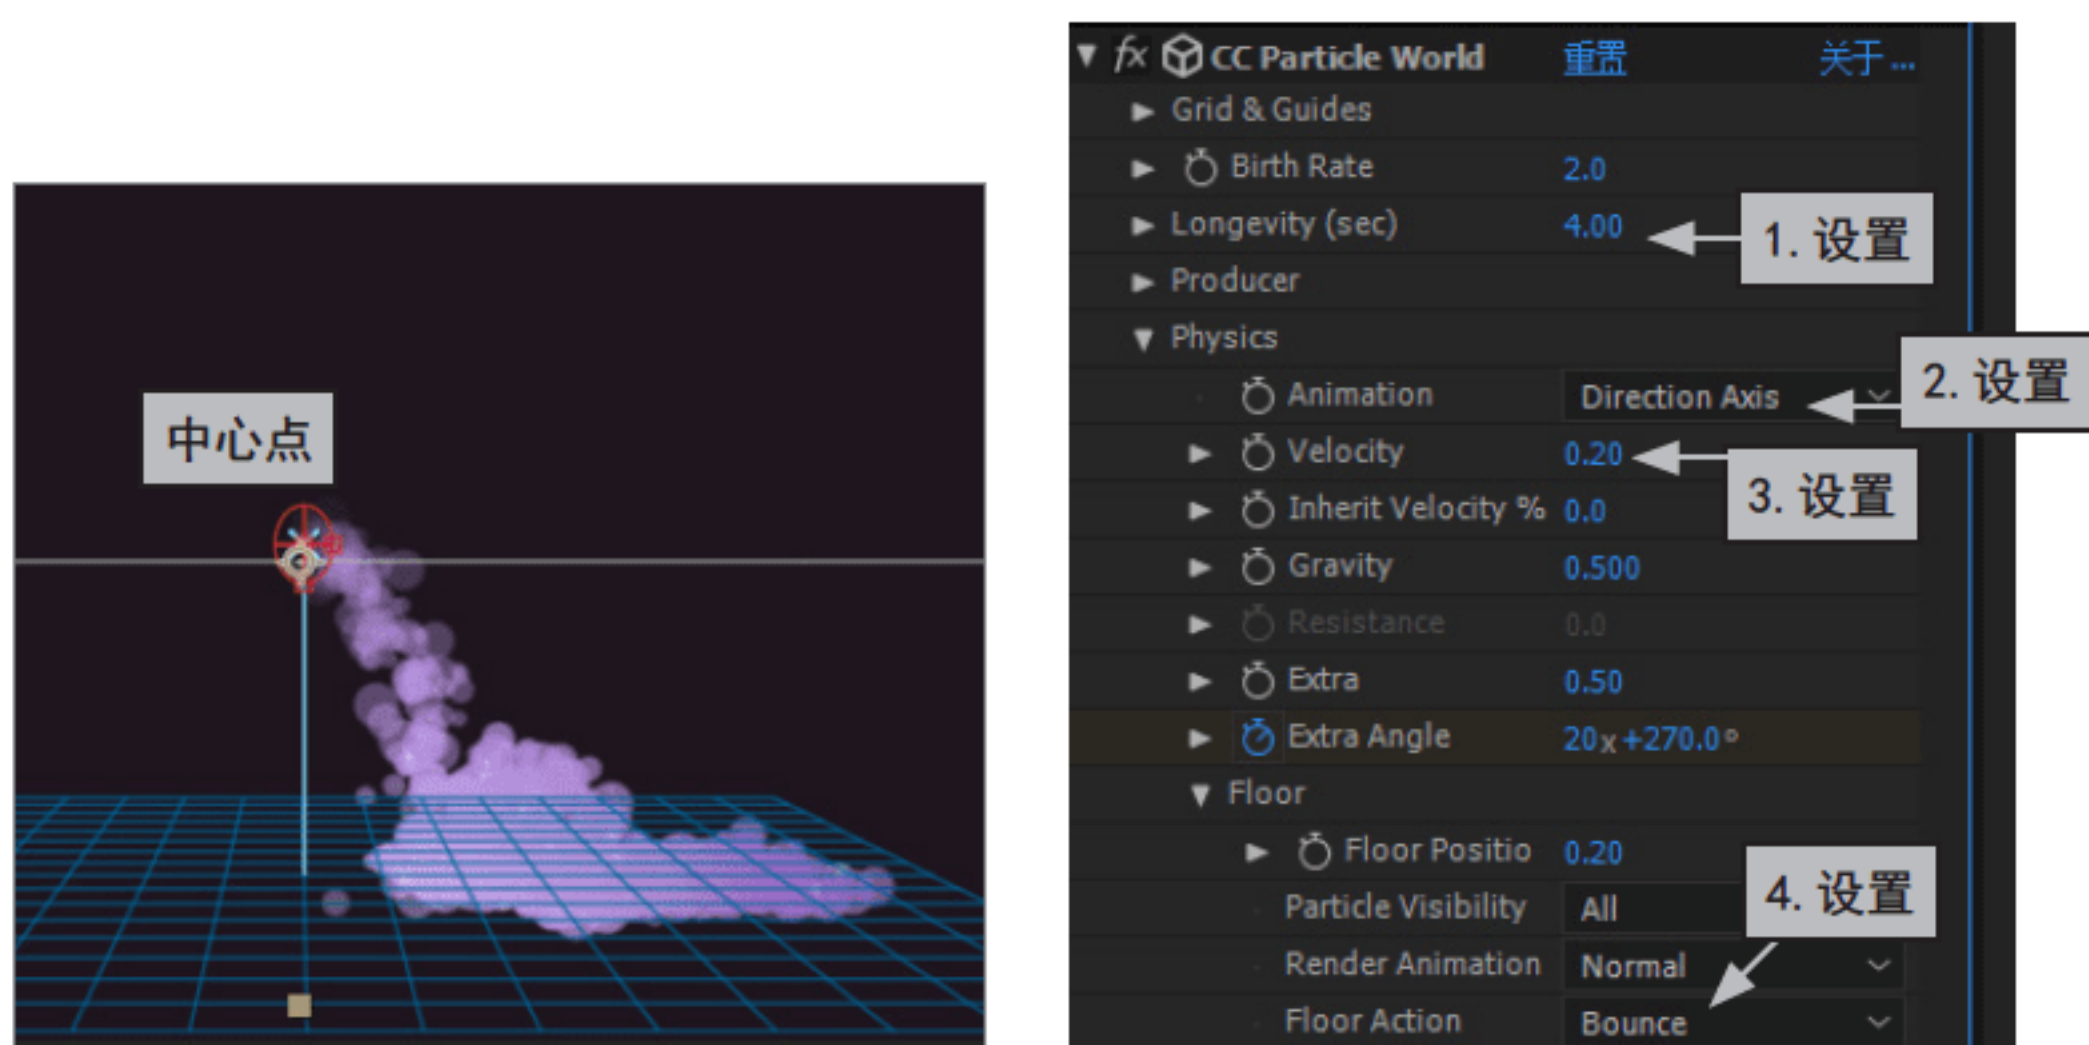 中心点
fx CC Particle World 重置 关于...
Grid & Guides
Birth Rate 2.0
Longevity (sec) 4.00
1. 设置
Producer
Physics
Animation Direction Axis
2. 设置
Velocity 0.20
3. 设置
Inherit Velocity % 0.0
Gravity 0.500
Resistance 0.0
Extra 0.50
Extra Angle 20x+270.0°
Floor
Floor Positio 0.20
Particle Visibility All
4. 设置
Render Animation Normal
Floor Action Bounce